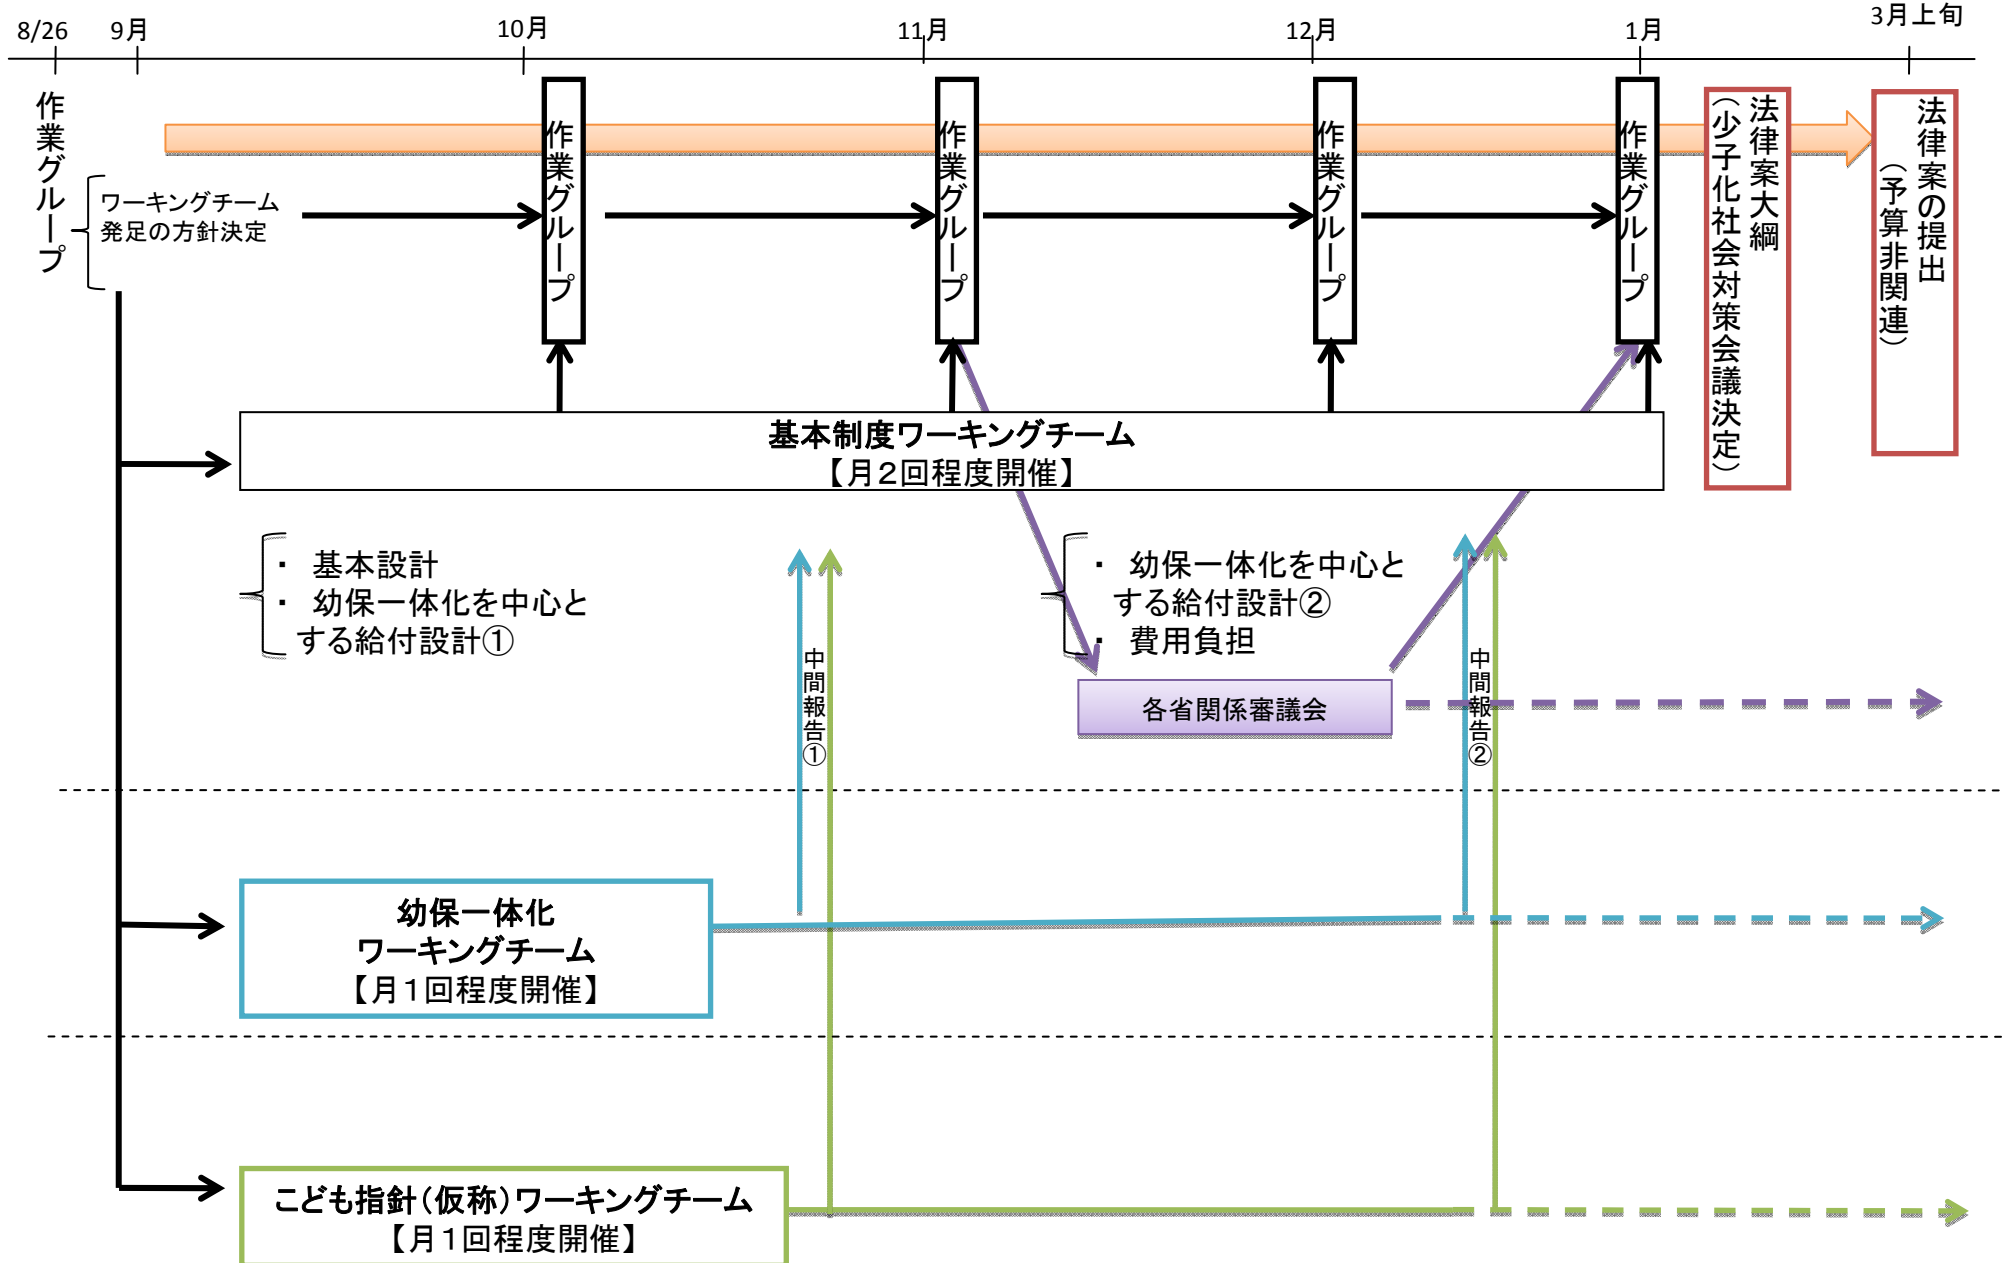 8/26
9月
10月
11月
12月
1月
3月上旬
作業グループ
ワーキングチーム
発足の方針決定
作業グループ
作業グループ
作業グループ
作業グループ
法律案大綱
(少子化社会対策会議決定)
法律案の提出
(予算非関連)
基本制度ワーキングチーム
【月2回程度開催】
・ 基本設計
・ 幼保一体化を中心と
する給付設計①
中間報告①
・ 幼保一体化を中心と
する給付設計②
・ 費用負担
中間報告②
各省関係審議会
幼保一体化
ワーキングチーム
【月1回程度開催】
こども指針(仮称)ワーキングチーム
【月1回程度開催】